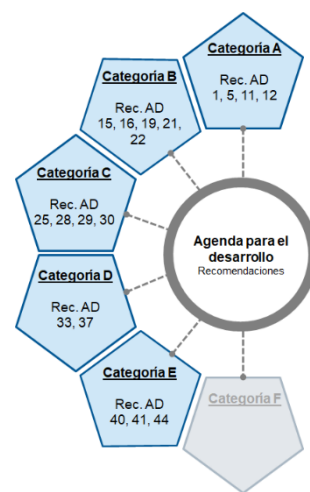 Categoría A
Rec. AD
1, 5, 11, 12
Categoría B
Rec. AD
15, 16, 19, 21,
22
Categoría C
Rec. AD
25, 28, 29, 30
Agenda para el
desarrollo
Recomendaciones
Categoría D
Rec. AD
33, 37
Categoría E
Rec. AD
40, 41, 44
Categoría F